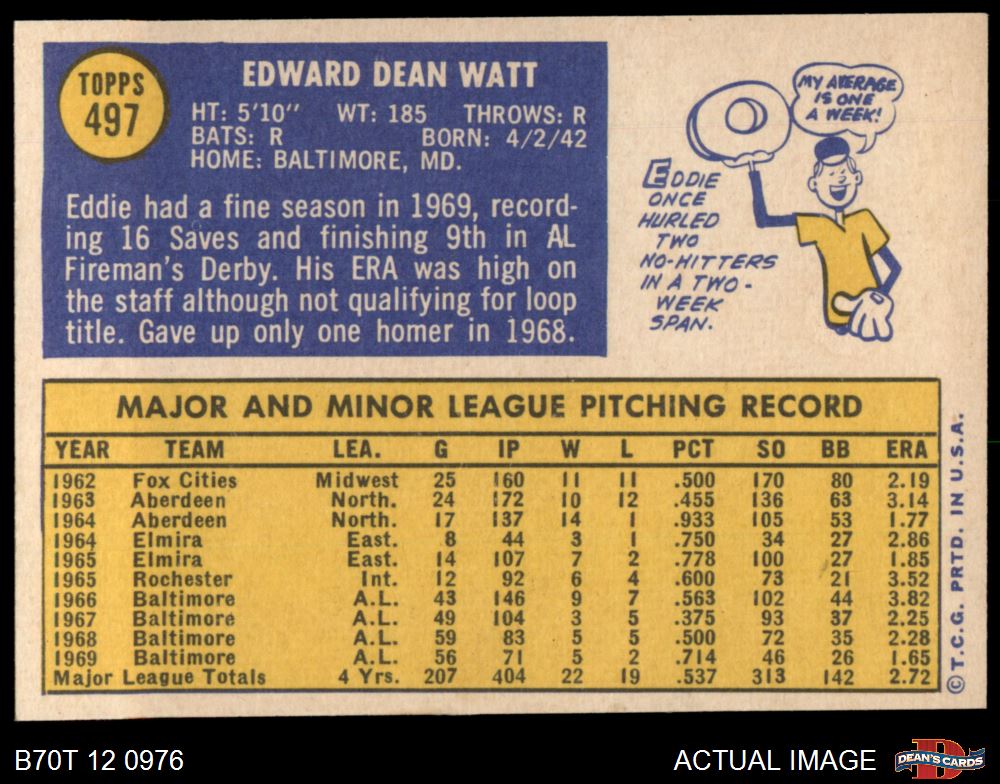 TOPPS
497
EDWARD DEAN WATT
HT: 5'10" WT: 185 THROWS: R
BATS: R BORN: 4/2/42
HOME: BALTIMORE, MD.
Eddie had a fine season in 1969, record-
ing 16 Saves and finishing 9th in AL
Fireman's Derby. His ERA was high on
the staff although not qualifying for loop
title. Gave up only one homer in 1968.
MY AVERAGE
IS ONE
A WEEK!
EDDIE
ONCE
HURLED
TWO
NO-HITTERS
IN A TWO-
WEEK
SPAN.
MAJOR AND MINOR LEAGUE PITCHING RECORD
YEAR TEAM LEA. G IP W L PCT SO BB ERA
1962 Fox Cities Midwest 25 160 11 11 .500 170 80 2.19
1963 Aberdeen North. 24 172 10 12 .455 136 63 3.14
1964 Aberdeen North. 17 137 14 1 .933 105 53 1.77
1964 Elmira East. 8 44 3 1 .750 34 27 2.86
1965 Elmira East. 14 107 7 2 .778 100 27 1.85
1965 Rochester Int. 12 92 6 4 .600 73 21 3.52
1966 Baltimore A.L. 43 146 9 7 .563 102 44 3.82
1967 Baltimore A.L. 49 104 3 5 .375 93 37 2.25
1968 Baltimore A.L. 59 83 5 5 .500 72 35 2.28
1969 Baltimore A.L. 56 71 5 2 .714 46 26 1.65
Major League Totals 4 Yrs. 207 404 22 19 .537 313 142 2.72
© T.C.G. PRTD. IN U.S.A.
B70T 12 0976
ACTUAL IMAGE
DEAN'S CARDS